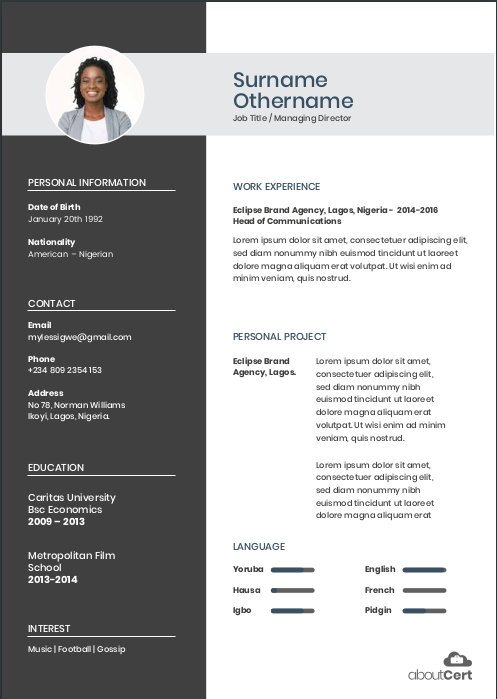 Surname
Othername
Job Title / Managing Director
PERSONAL INFORMATION
Date of Birth
January 20th 1992
Nationality
American – Nigerian
CONTACT
Email
mylessigwe@gmail.com
Phone
+234 809 2354 153
Address
No 78, Norman Williams
Ikoyi, Lagos, Nigeria.
EDUCATION
Caritas University
Bsc Economics
2009 – 2013
Metropolitan Film
School
2013-2014
INTEREST
Music | Football | Gossip
WORK EXPERIENCE
Eclipse Brand Agency, Lagos, Nigeria - 2014-2016
Head of Communications
Lorem ipsum dolor sit amet, consectetuer adipiscing elit,
sed diam nonummy nibh euismod tincidunt ut laoreet
dolore magna aliquam erat volutpat. Ut wisi enim ad
minim veniam, quis nostrud.
PERSONAL PROJECT
Eclipse Brand
Agency, Lagos.
Lorem ipsum dolor sit amet,
consectetuer adipiscing elit,
sed diam nonummy nibh
euismod tincidunt ut laoreet
dolore magna aliquam erat
volutpat. Ut wisi enim ad minim
veniam, quis nostrud.
Lorem ipsum dolor sit amet,
consectetuer adipiscing elit,
sed diam nonummy nibh
euismod tincidunt ut laoreet
dolore magna aliquam erat
LANGUAGE
Yoruba
English
Hausa
French
Igbo
Pidgin
aboutCert